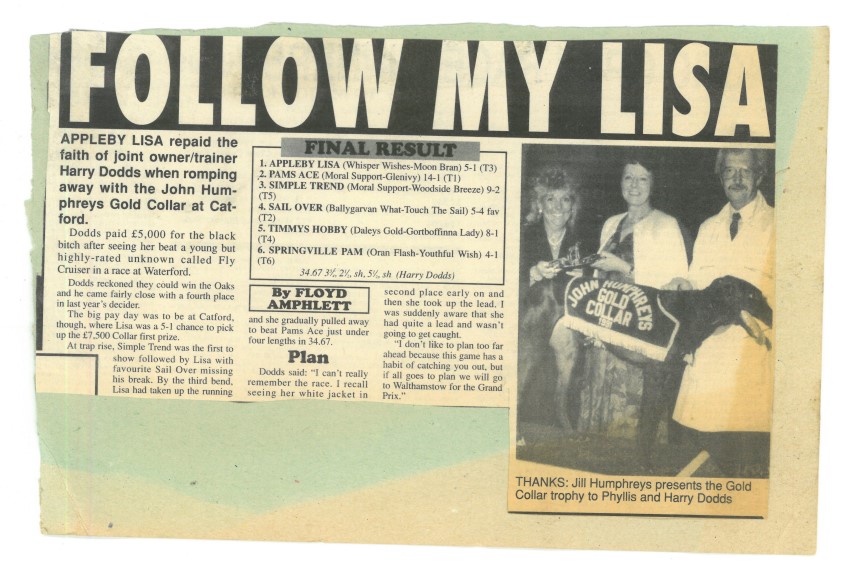 FOLLOW MY LISA
APPLEBY LISA repaid the
faith of joint owner/trainer
Harry Dodds when romping
away with the John Hum-
phreys Gold Collar at Cat-
ford.
Dodds paid £5,000 for the black
bitch after seeing her beat a young but
highly-rated unknown called Fly
Cruiser in a race at Waterford.
Dodds reckoned they could win the Oaks
and he came fairly close with a fourth place
in last year's decider.
The big pay day was to be at Catford,
though, where Lisa was a 5-1 chance to pick
up the £7,500 Collar first prize.
At trap rise, Simple Trend was the first to
show followed by Lisa with
favourite Sail Over missing
his break. By the third bend,
Lisa had taken up the running
FINAL RESULT
1. APPLEBY LISA (Whisper Wishes-Moon Bran) 5-1 (T3)
2. PAMS ACE (Moral Support-Glenivy) 14-1 (T1)
3. SIMPLE TREND (Moral Support-Woodside Breeze) 9-2
(T5)
4. SAIL OVER (Ballygarvan What-Touch The Sail) 5-4 fav
(T2)
5. TIMMYS HOBBY (Daleys Gold-Gortboffinna Lady) 8-1
(T4)
6. SPRINGVILLE PAM (Oran Flash-Youthful Wish) 4-1
(T6)
34.67 3¾, 2½, sh, 5½, sh (Harry Dodds)
By FLOYD
AMPHLETT
and she gradually pulled away
to beat Pams Ace just under
four lengths in 34.67.
Plan
Dodds said: "I can't really
remember the race. I recall
seeing her white jacket in
second place early on and
then she took up the lead. I
was suddenly aware that she
had quite a lead and wasn't
going to get caught.
"I don't like to plan too far
ahead because this game has a
habit of catching you out, but
if all goes to plan we will go
to Walthamstow for the Grand
Prix."
JOHN HUMPHREYS
GOLD
COLLAR
THANKS: Jill Humphreys presents the Gold
Collar trophy to Phyllis and Harry Dodds